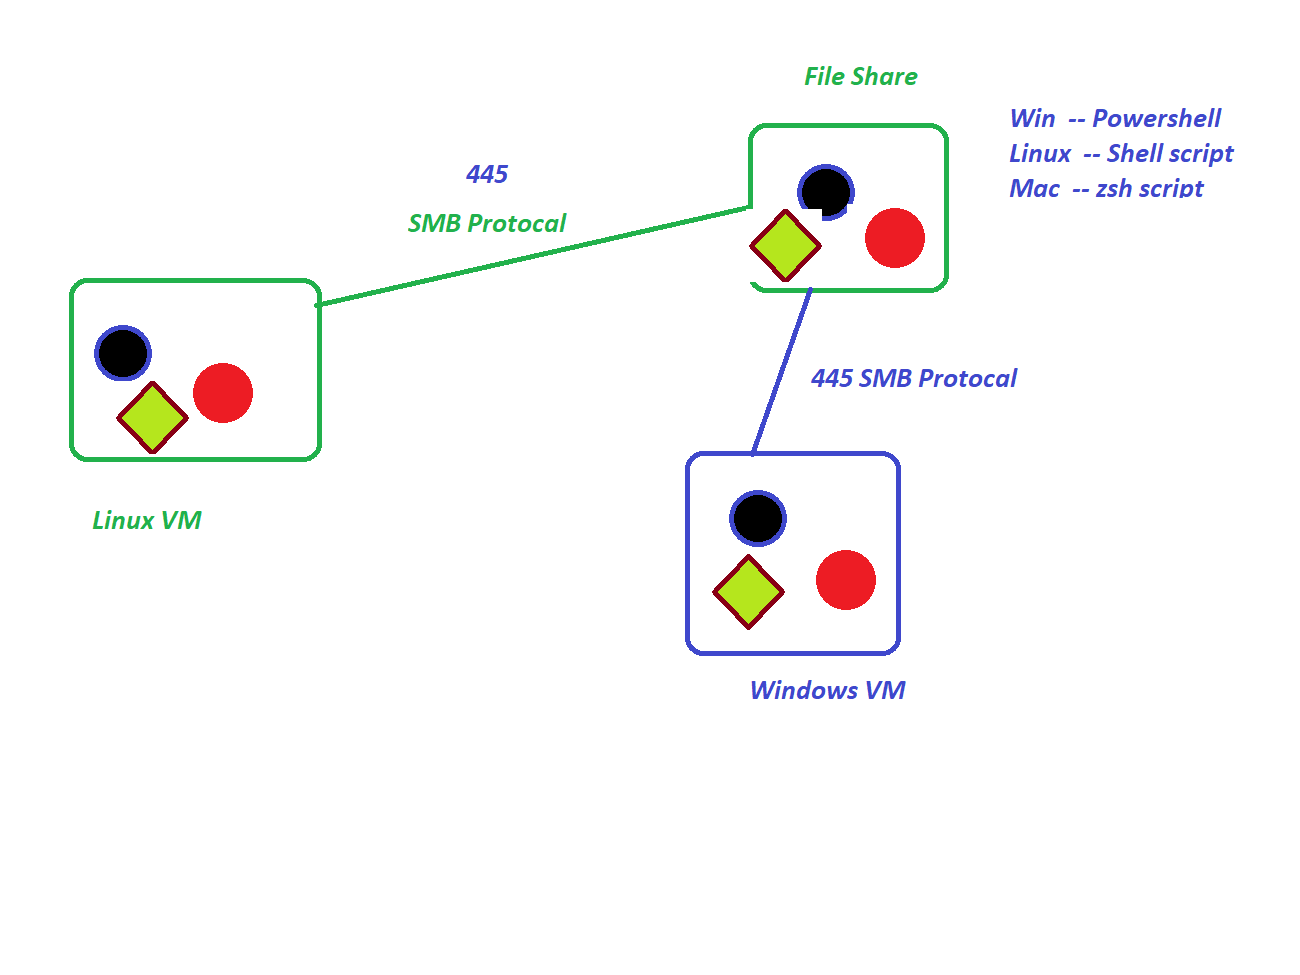 File Share
Win -- Powershell
Linux -- Shell script
Mac -- zsh script
445
SMB Protocal
445 SMB Protocal
Linux VM
Windows VM